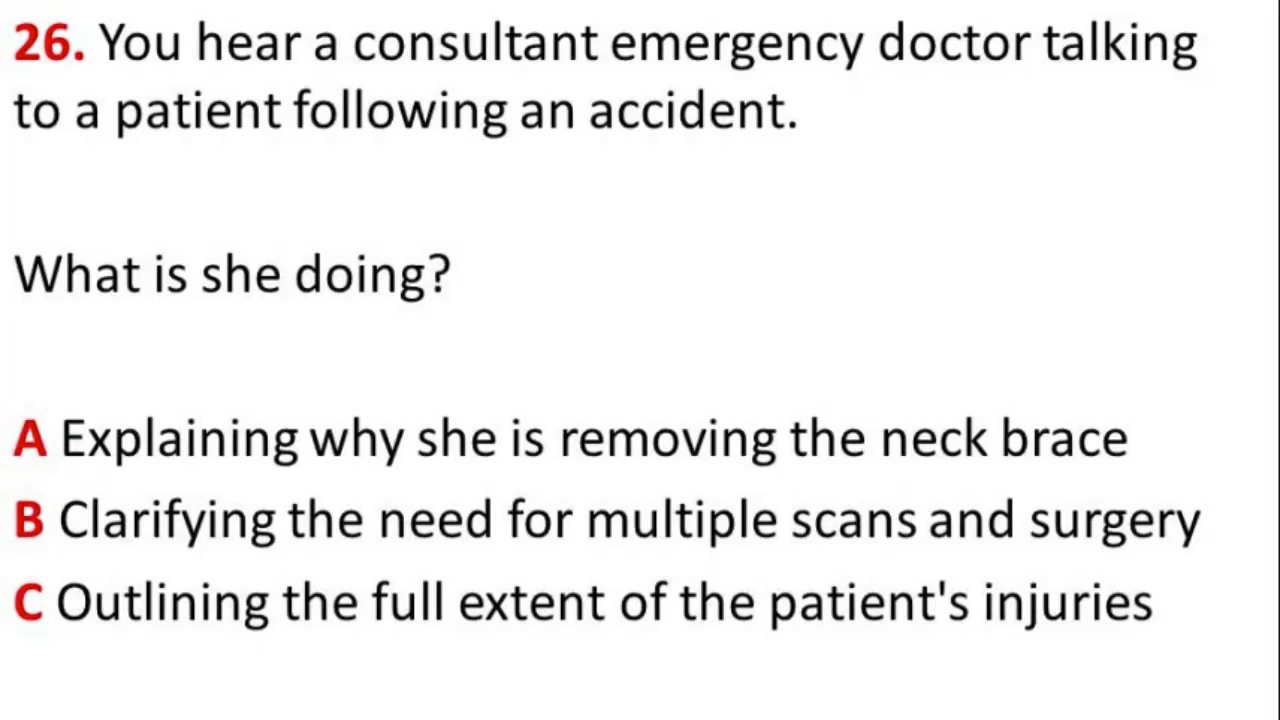 26. You hear a consultant emergency doctor talking
to a patient following an accident.
What is she doing?
A Explaining why she is removing the neck brace
B Clarifying the need for multiple scans and surgery
C Outlining the full extent of the patient's injuries